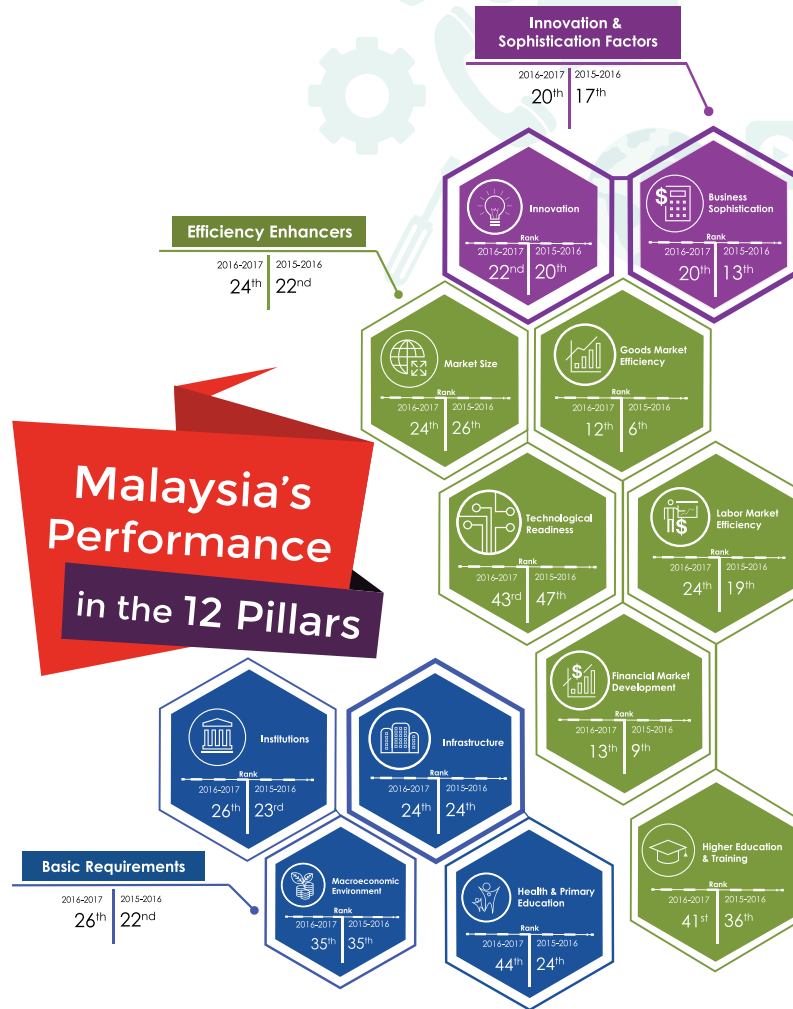 Innovation &
Sophistication Factors
2016-2017 2015-2016
20th 17th
Innovation
Rank
2016-2017 2015-2016
22nd 20th
$
Business
Sophistication
Rank
2016-2017 2015-2016
20th 13th
Efficiency Enhancers
2016-2017 2015-2016
24th 22nd
Market Size
Rank
2016-2017 2015-2016
24th 26th
Goods Market
Efficiency
Rank
2016-2017 2015-2016
12th 6th
Malaysia's
Performance
in the 12 Pillars
Technological
Readiness
Rank
2016-2017 2015-2016
43rd 47th
$
Labor Market
Efficiency
Rank
2016-2017 2015-2016
24th 19th
$
Financial Market
Development
Rank
2016-2017 2015-2016
13th 9th
Institutions
Rank
2016-2017 2015-2016
26th 23rd
Infrastructure
Rank
2016-2017 2015-2016
24th 24th
Higher Education
& Training
Rank
2016-2017 2015-2016
41st 36th
Basic Requirements
2016-2017 2015-2016
26th 22nd
Macroeconomic
Environment
Rank
2016-2017 2015-2016
35th 35th
Health & Primary
Education
Rank
2016-2017 2015-2016
44th 24th